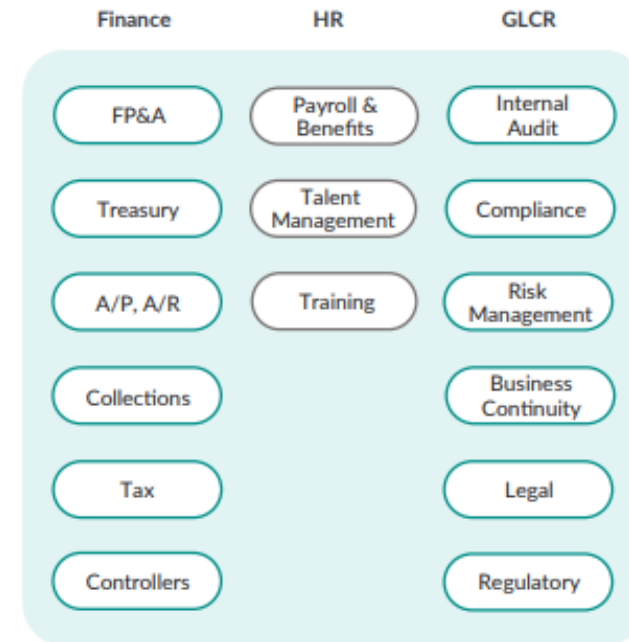 Finance
HR
GLCR
FP&A
Payroll &
Benefits
Internal
Audit
Treasury
Talent
Management
Compliance
A/P, A/R
Training
Risk
Management
Collections
Business
Continuity
Tax
Legal
Controllers
Regulatory